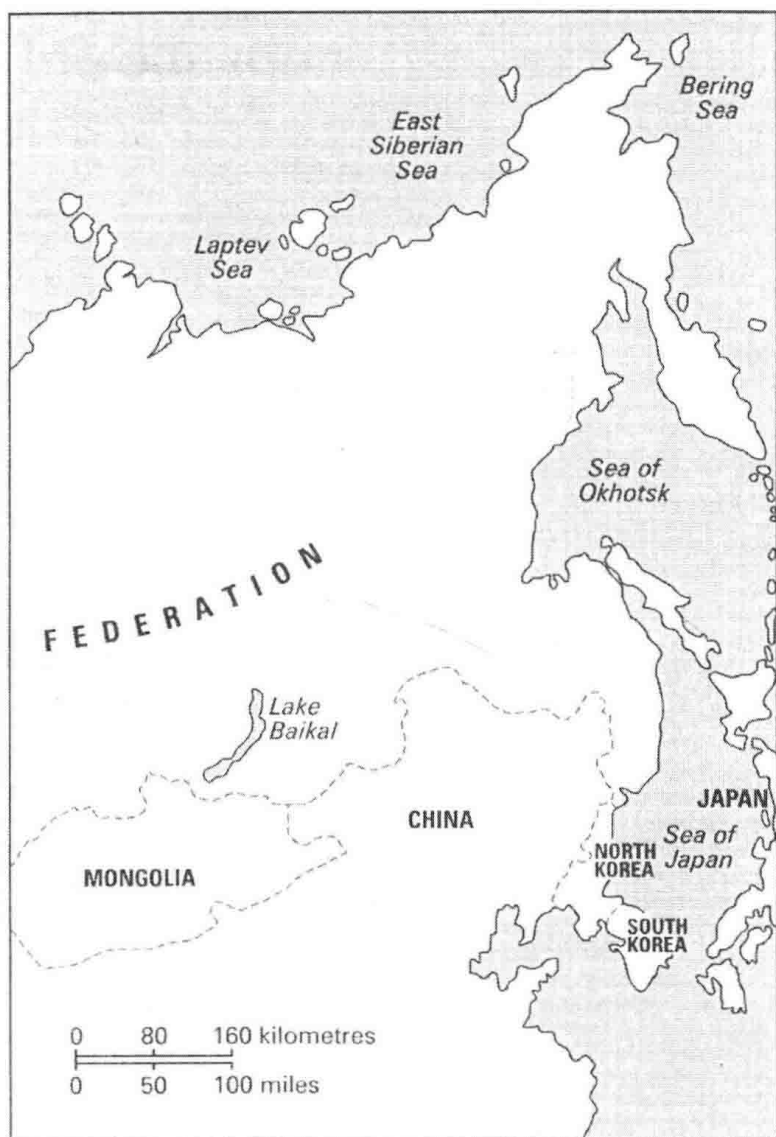 Bering
Sea
East
Siberian
Sea
Laptev
Sea
Sea of
Okhotsk
FEDERATION
Lake
Baikal
JAPAN
CHINA
Sea of
Japan
NORTH
KOREA
MONGOLIA
SOUTH
KOREA
0 80 160 kilometres
0 50 100 miles